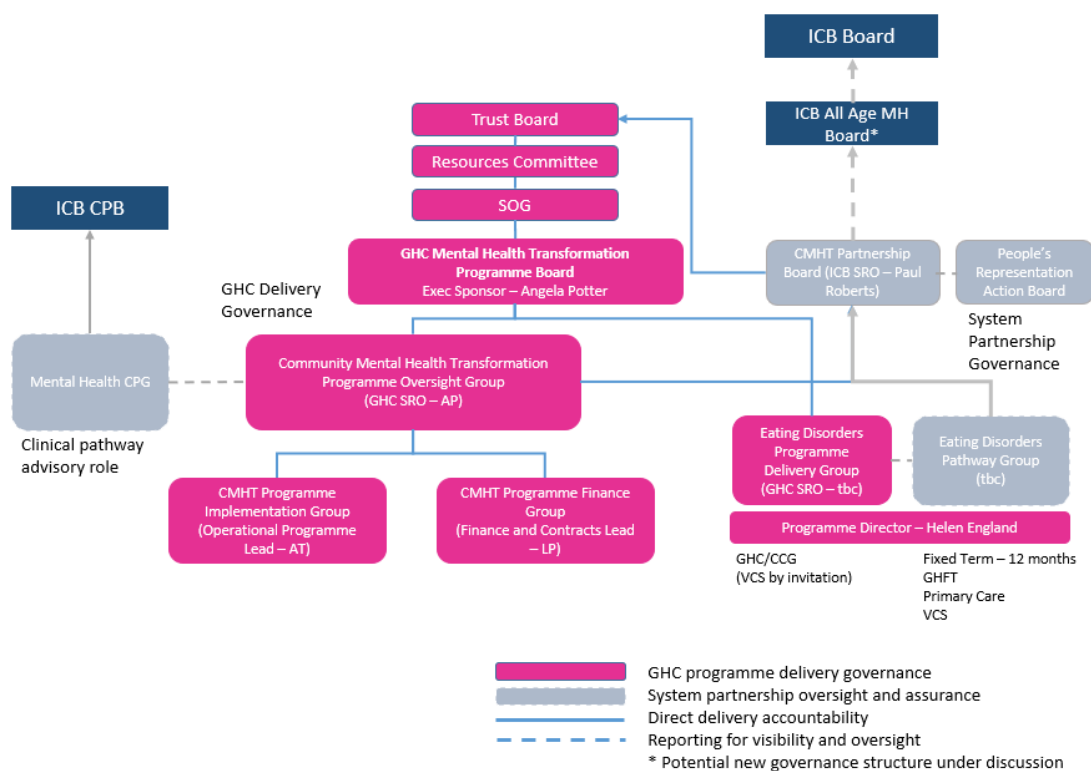 ICB Board
ICB All Age MH
Board*
Trust Board
Resources Committee
SOG
ICB CPB
GHC Mental Health Transformation
Programme Board
Exec Sponsor – Angela Potter
CMHT Partnership
Board (ICB SRO – Paul
Roberts)
People's
Representation
Action Board
GHC Delivery
Governance
System
Partnership
Governance
Mental Health CPG
Clinical pathway
advisory role
Community Mental Health Transformation
Programme Oversight Group
(GHC SRO – AP)
Eating Disorders
Programme
Delivery Group
(GHC SRO – tbc)
Eating Disorders
Pathway Group
(tbc)
CMHT Programme
Implementation Group
(Operational Programme
Lead – AT)
CMHT Programme Finance
Group
(Finance and Contracts Lead
– LP)
Programme Director – Helen England
GHC/CCG
(VCS by invitation)
Fixed Term – 12 months
GHFT
Primary Care
VCS
GHC programme delivery governance
System partnership oversight and assurance
Direct delivery accountability
Reporting for visibility and oversight
* Potential new governance structure under discussion